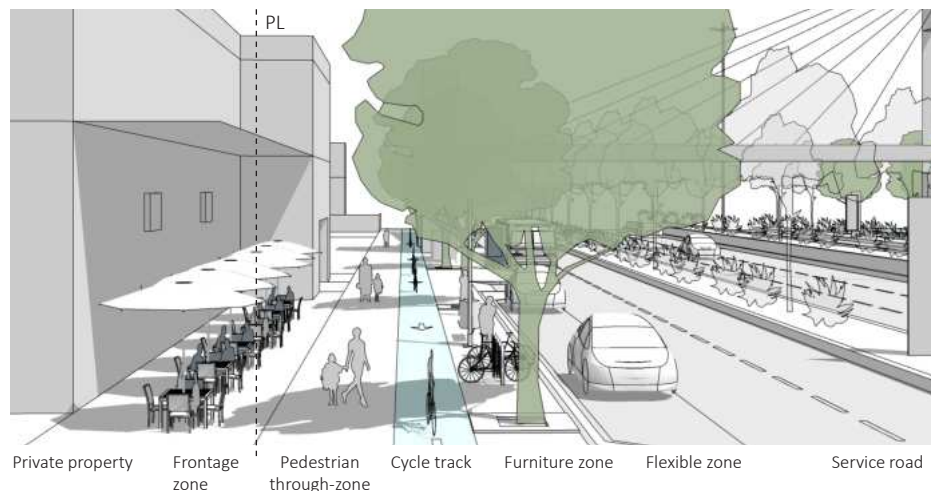 PL
Private property
Frontage zone
Pedestrian through-zone
Cycle track
Furniture zone
Flexible zone
Service road